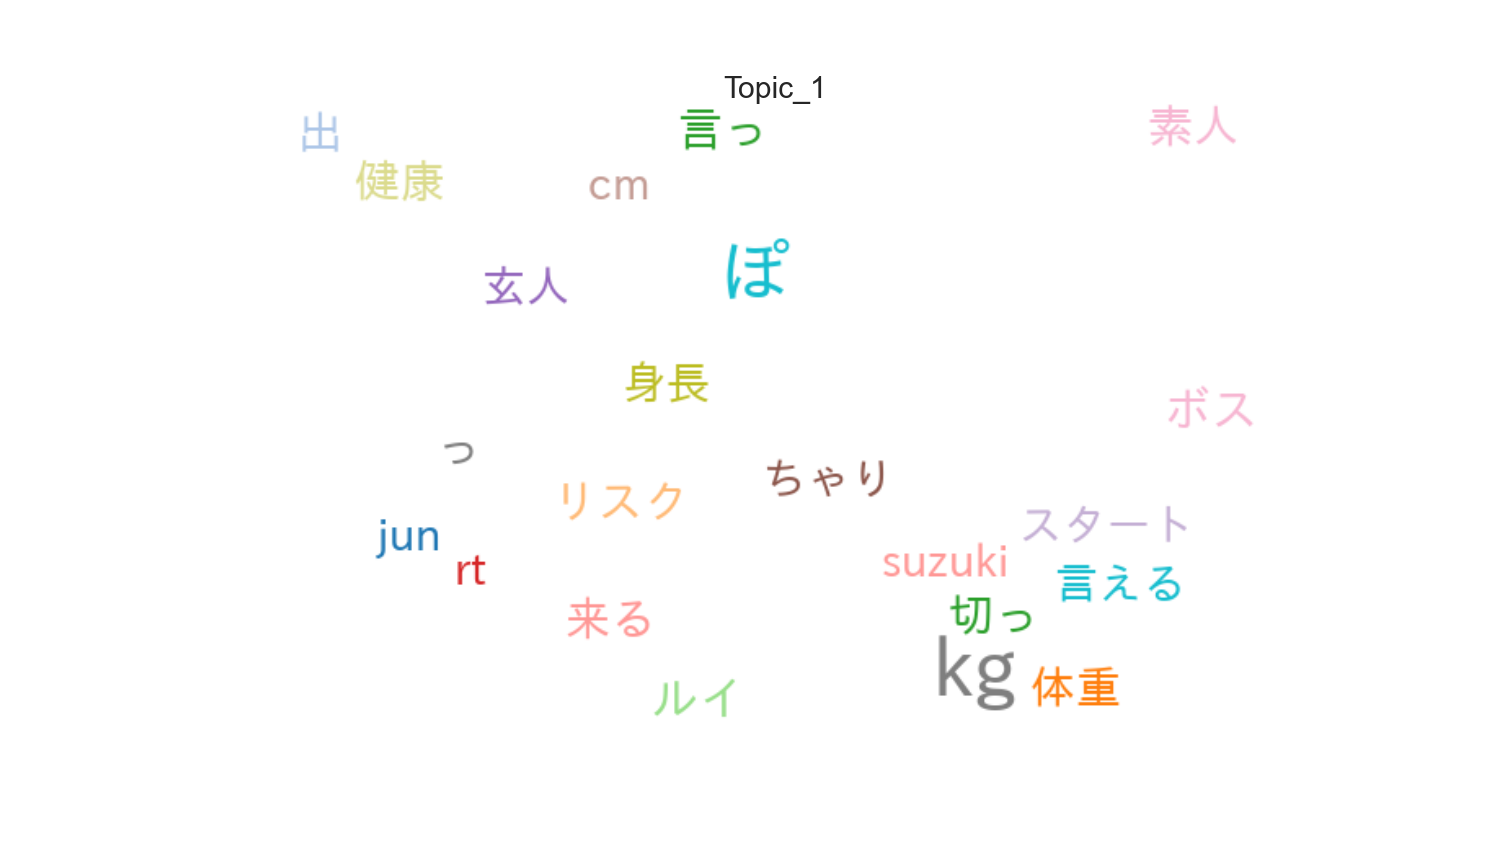 Topic_1
言っ
素人
出
健康
cm
ぽ
玄人
身長
ボス
っ
ちゃり
リスク
スタート
jun
suzuki
rt
言える
来る
切っ
kg
体重
ルイ